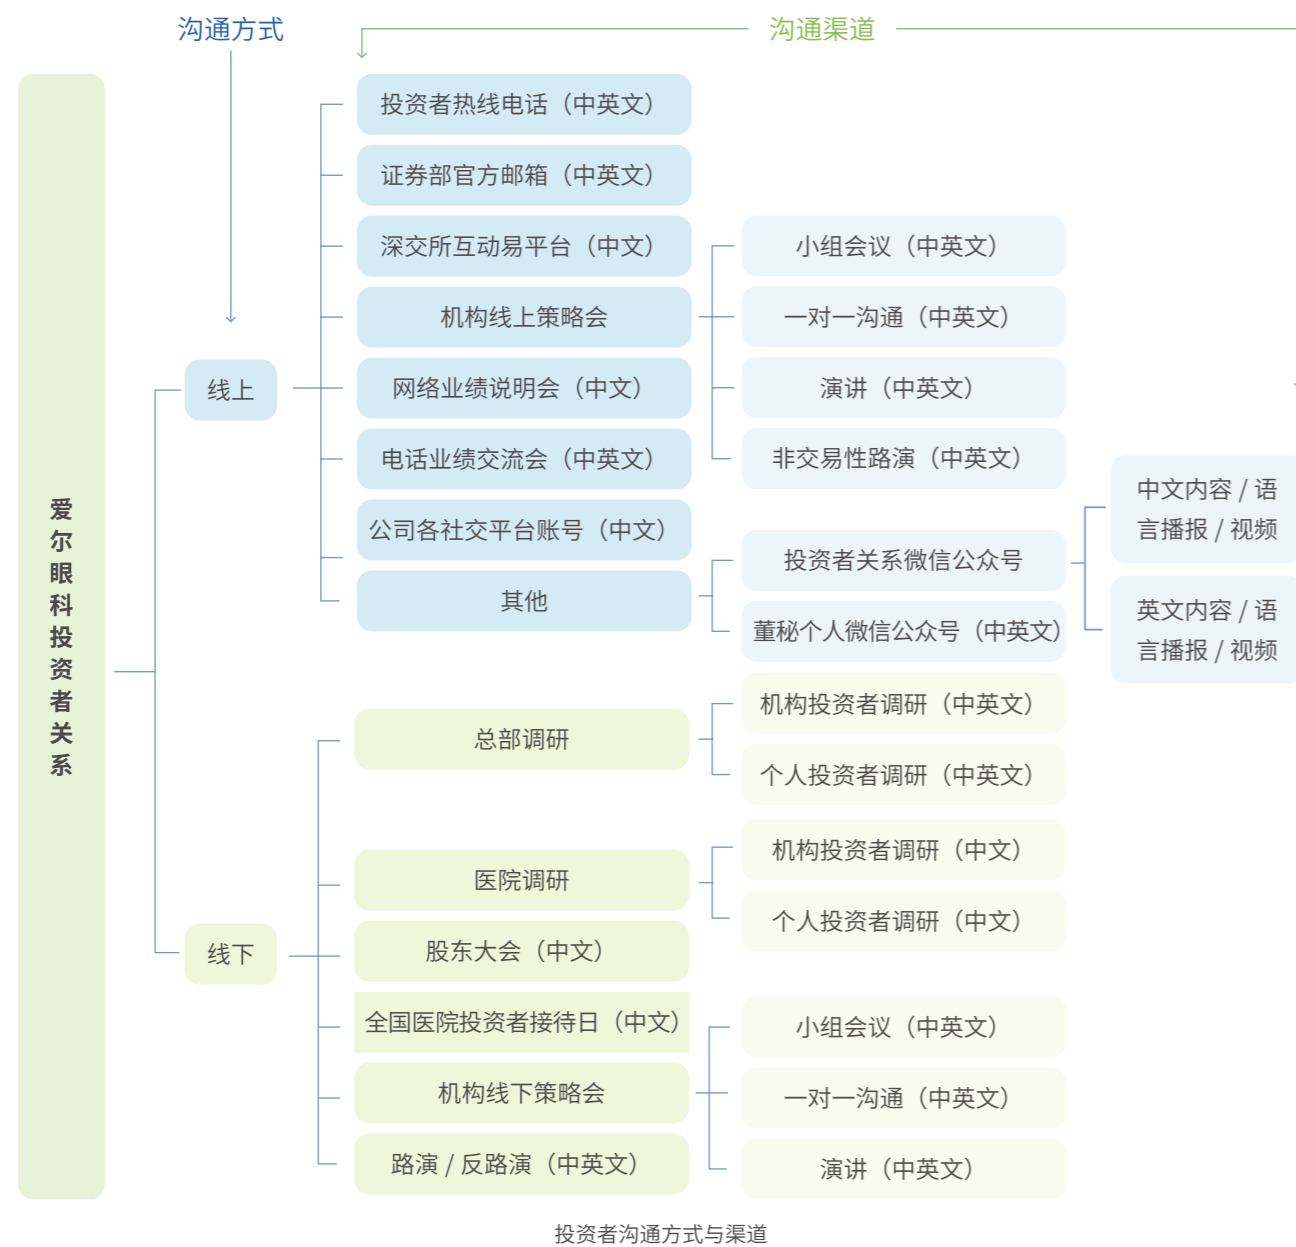 沟通方式
沟通渠道
爱尔眼科投资者关系
线上
投资者热线电话（中英文）
证券部官方邮箱（中英文）
深交所互动易平台（中文）
机构线上策略会
网络业绩说明会（中文）
电话业绩交流会（中英文）
公司各社交平台账号（中文）
其他
小组会议（中英文）
一对一沟通（中英文）
演讲（中英文）
非交易性路演（中英文）
投资者关系微信公众号
董秘个人微信公众号（中英文）
中文内容 / 语
言播报 / 视频
英文内容 / 语
言播报 / 视频
线下
总部调研
机构投资者调研（中英文）
个人投资者调研（中英文）
医院调研
机构投资者调研（中文）
个人投资者调研（中文）
股东大会（中文）
全国医院投资者接待日（中文）
机构线下策略会
路演 / 反路演（中英文）
小组会议（中英文）
一对一沟通（中英文）
演讲（中英文）
投资者沟通方式与渠道